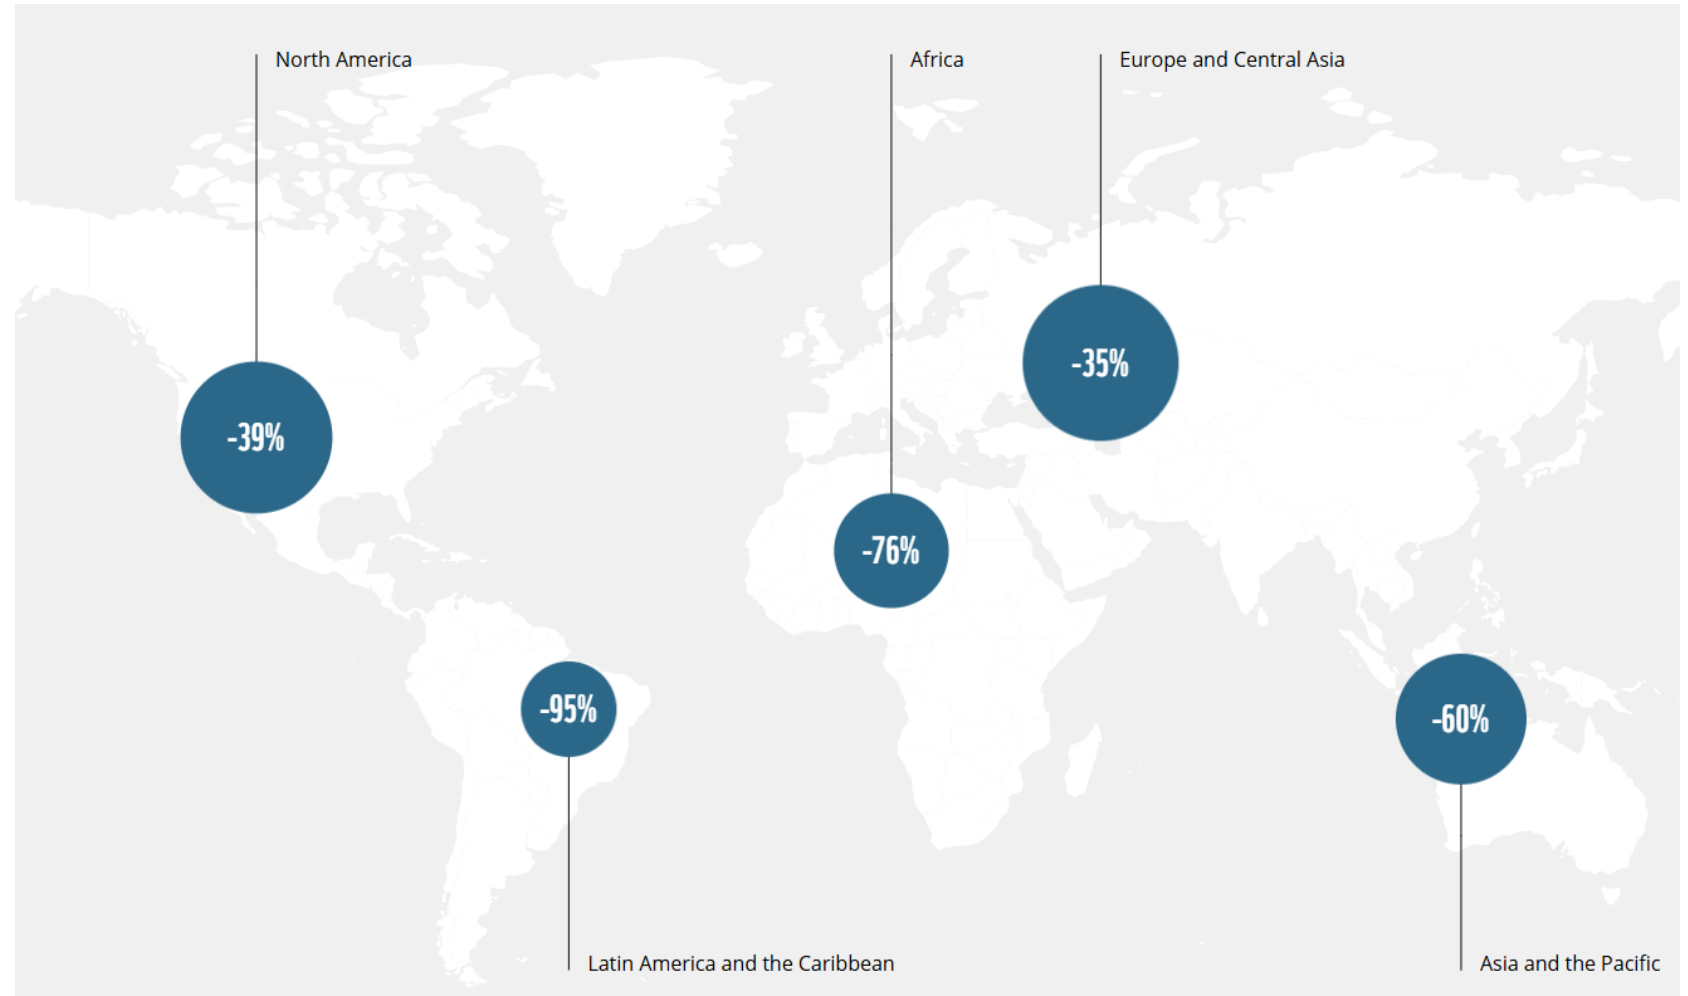 North America
Africa
Europe and Central Asia
-35%
-39%
-76%
-95%
-60%
Latin America and the Caribbean
Asia and the Pacific